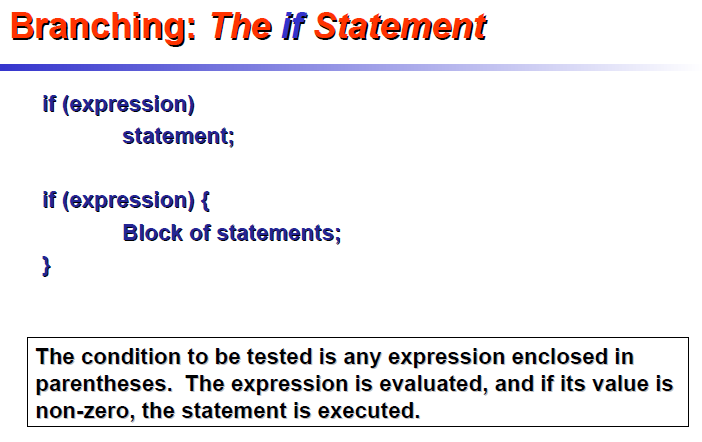 Branching: The if Statement
if (expression)
statement;
if (expression) {
Block of statements;
}
The condition to be tested is any expression enclosed in
parentheses. The expression is evaluated, and if its value is
non-zero, the statement is executed.